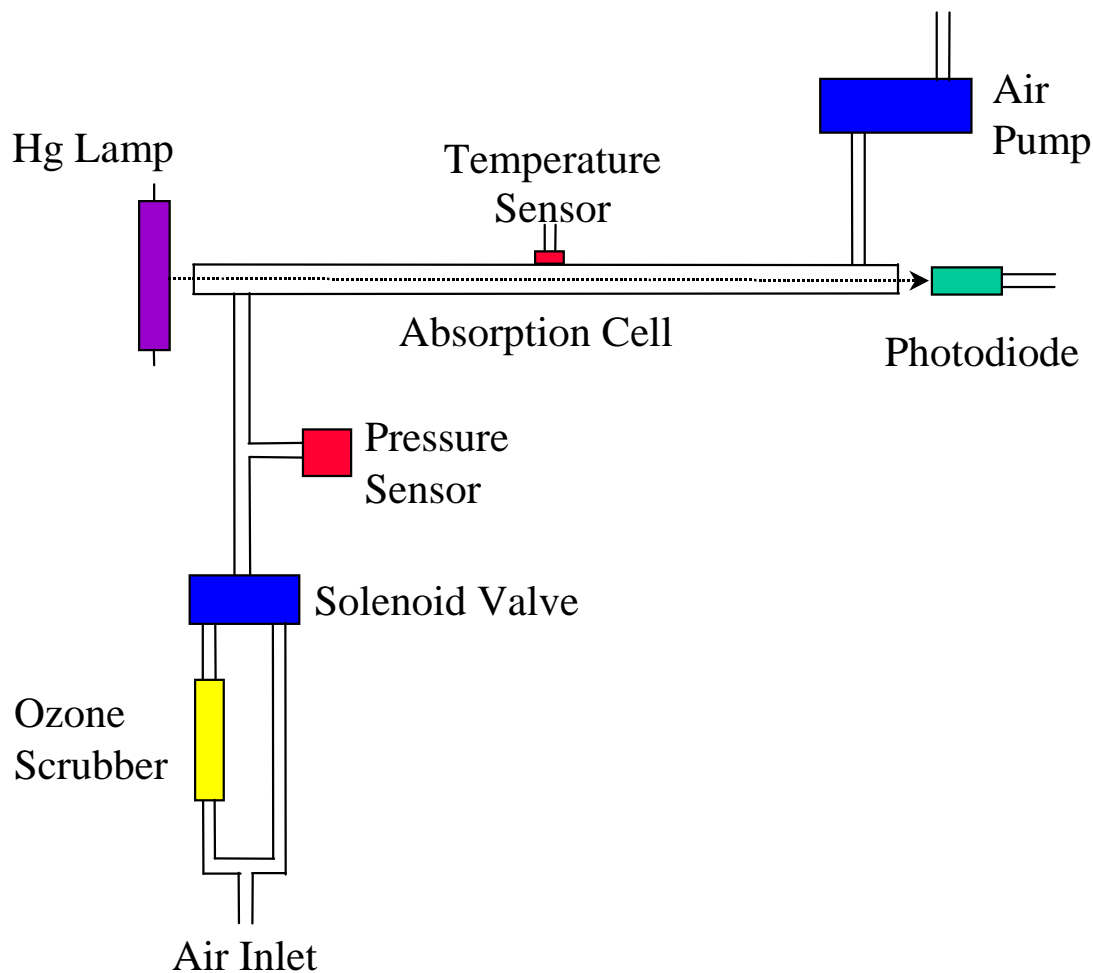 Air
Pump
Hg Lamp
Temperature
Sensor
Absorption Cell
Photodiode
Pressure
Sensor
Solenoid Valve
Ozone
Scrubber
Air Inlet